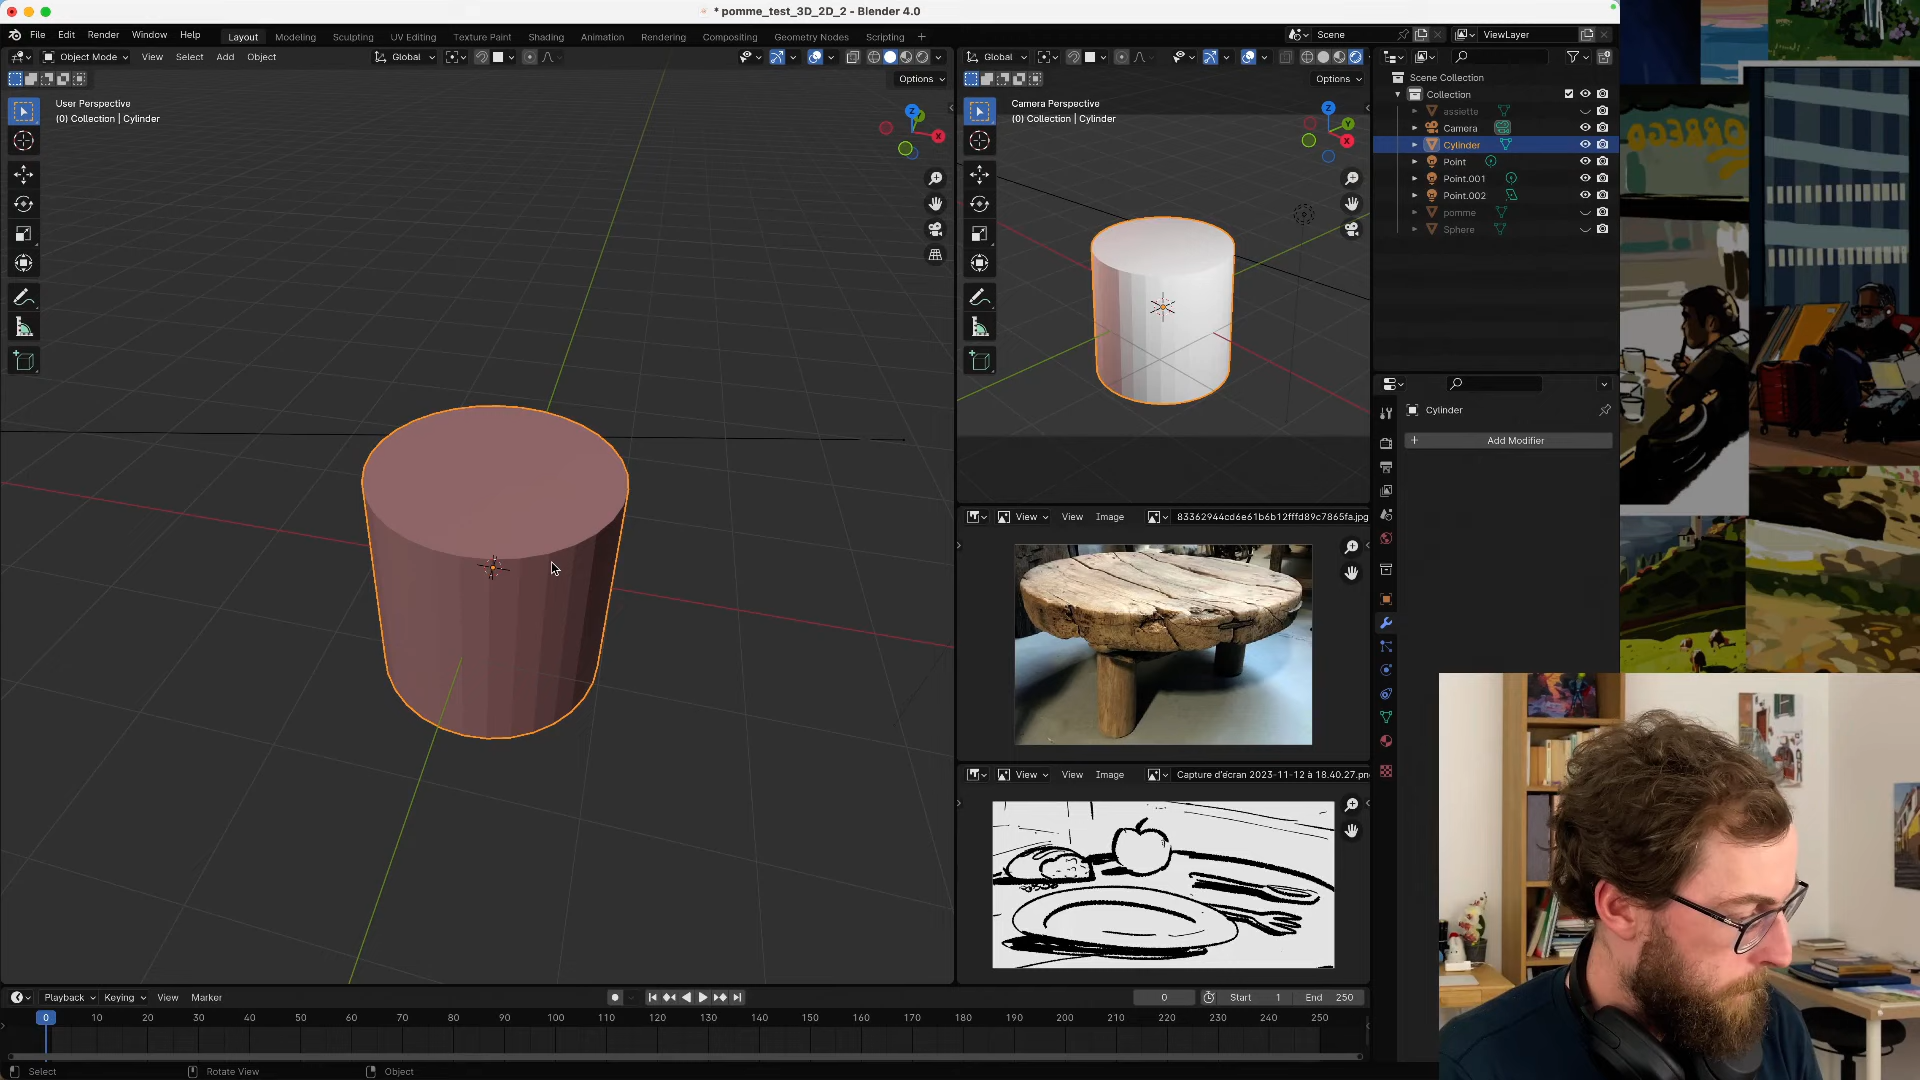 * pomme_test_3D_2D_2 - Blender 4.0
File Edit Render Window Help
Layout Modeling Sculpting UV Editing Texture Paint Shading Animation Rendering Compositing Geometry Nodes Scripting +
Scene
ViewLayer
Object Mode View Select Add Object
Global
Options
User Perspective
(0) Collection | Cylinder
Z
X
Global
Options
Camera Perspective
(0) Collection | Cylinder
Z
Y
X
Scene Collection
Collection
assiette
Camera
Cylinder
Point
Point.001
Point.002
pomme
Sphere
Cylinder
+ Add Modifier
View View Image 83362944cd6e61b6b12fffd89c7865fa.jpg
View View Image Capture d'écran 2023-11-12 à 18.40.27.pn
Playback Keying View Marker
0
Start 1 End 250
0 10 20 30 40 50 60 70 80 90 100 110 120 130 140 150 160 170 180 190 200 210 220 230 240 250
Select
Rotate View
Object